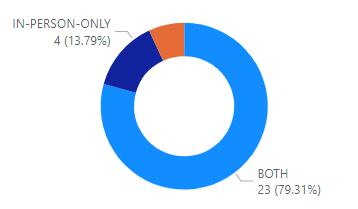 IN-PERSON-ONLY
4 (13.79%)
BOTH
23 (79.31%)